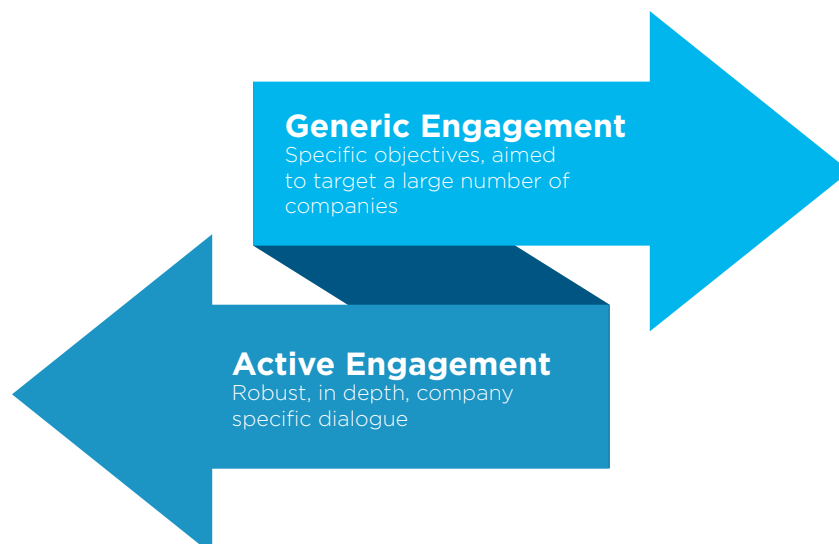 Generic Engagement
Specific objectives, aimed
to target a large number of
companies
Active Engagement
Robust, in depth, company
specific dialogue